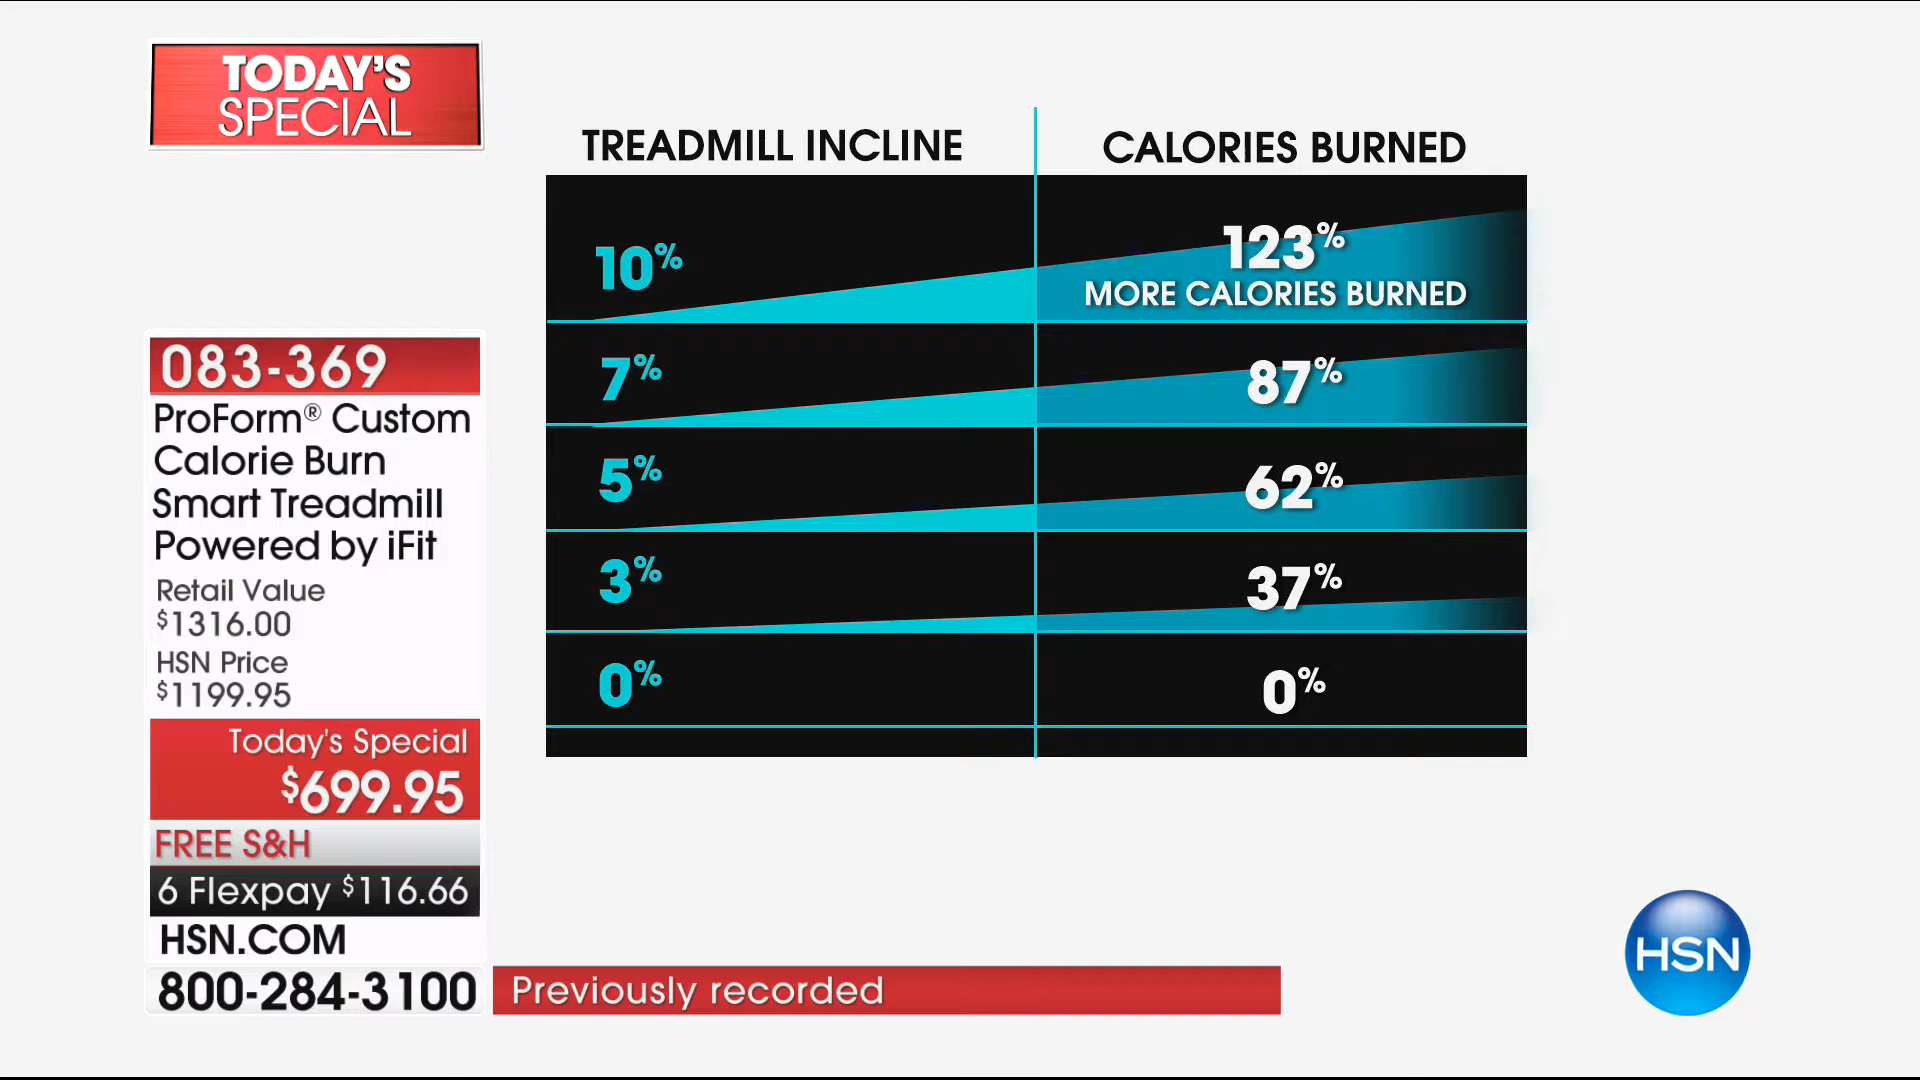 TODAY'S
SPECIAL
TREADMILL INCLINE
CALORIES BURNED
10%
123%
MORE CALORIES BURNED
7%
87%
5%
62%
3%
37%
0%
0%
083-369
ProForm® Custom
Calorie Burn
Smart Treadmill
Powered by iFit
Retail Value
$1316.00
HSN Price
$1199.95
Today's Special
$699.95
FREE S&H
6 Flexpay $116.66
HSN.COM
800-284-3100
Previously recorded
HSN